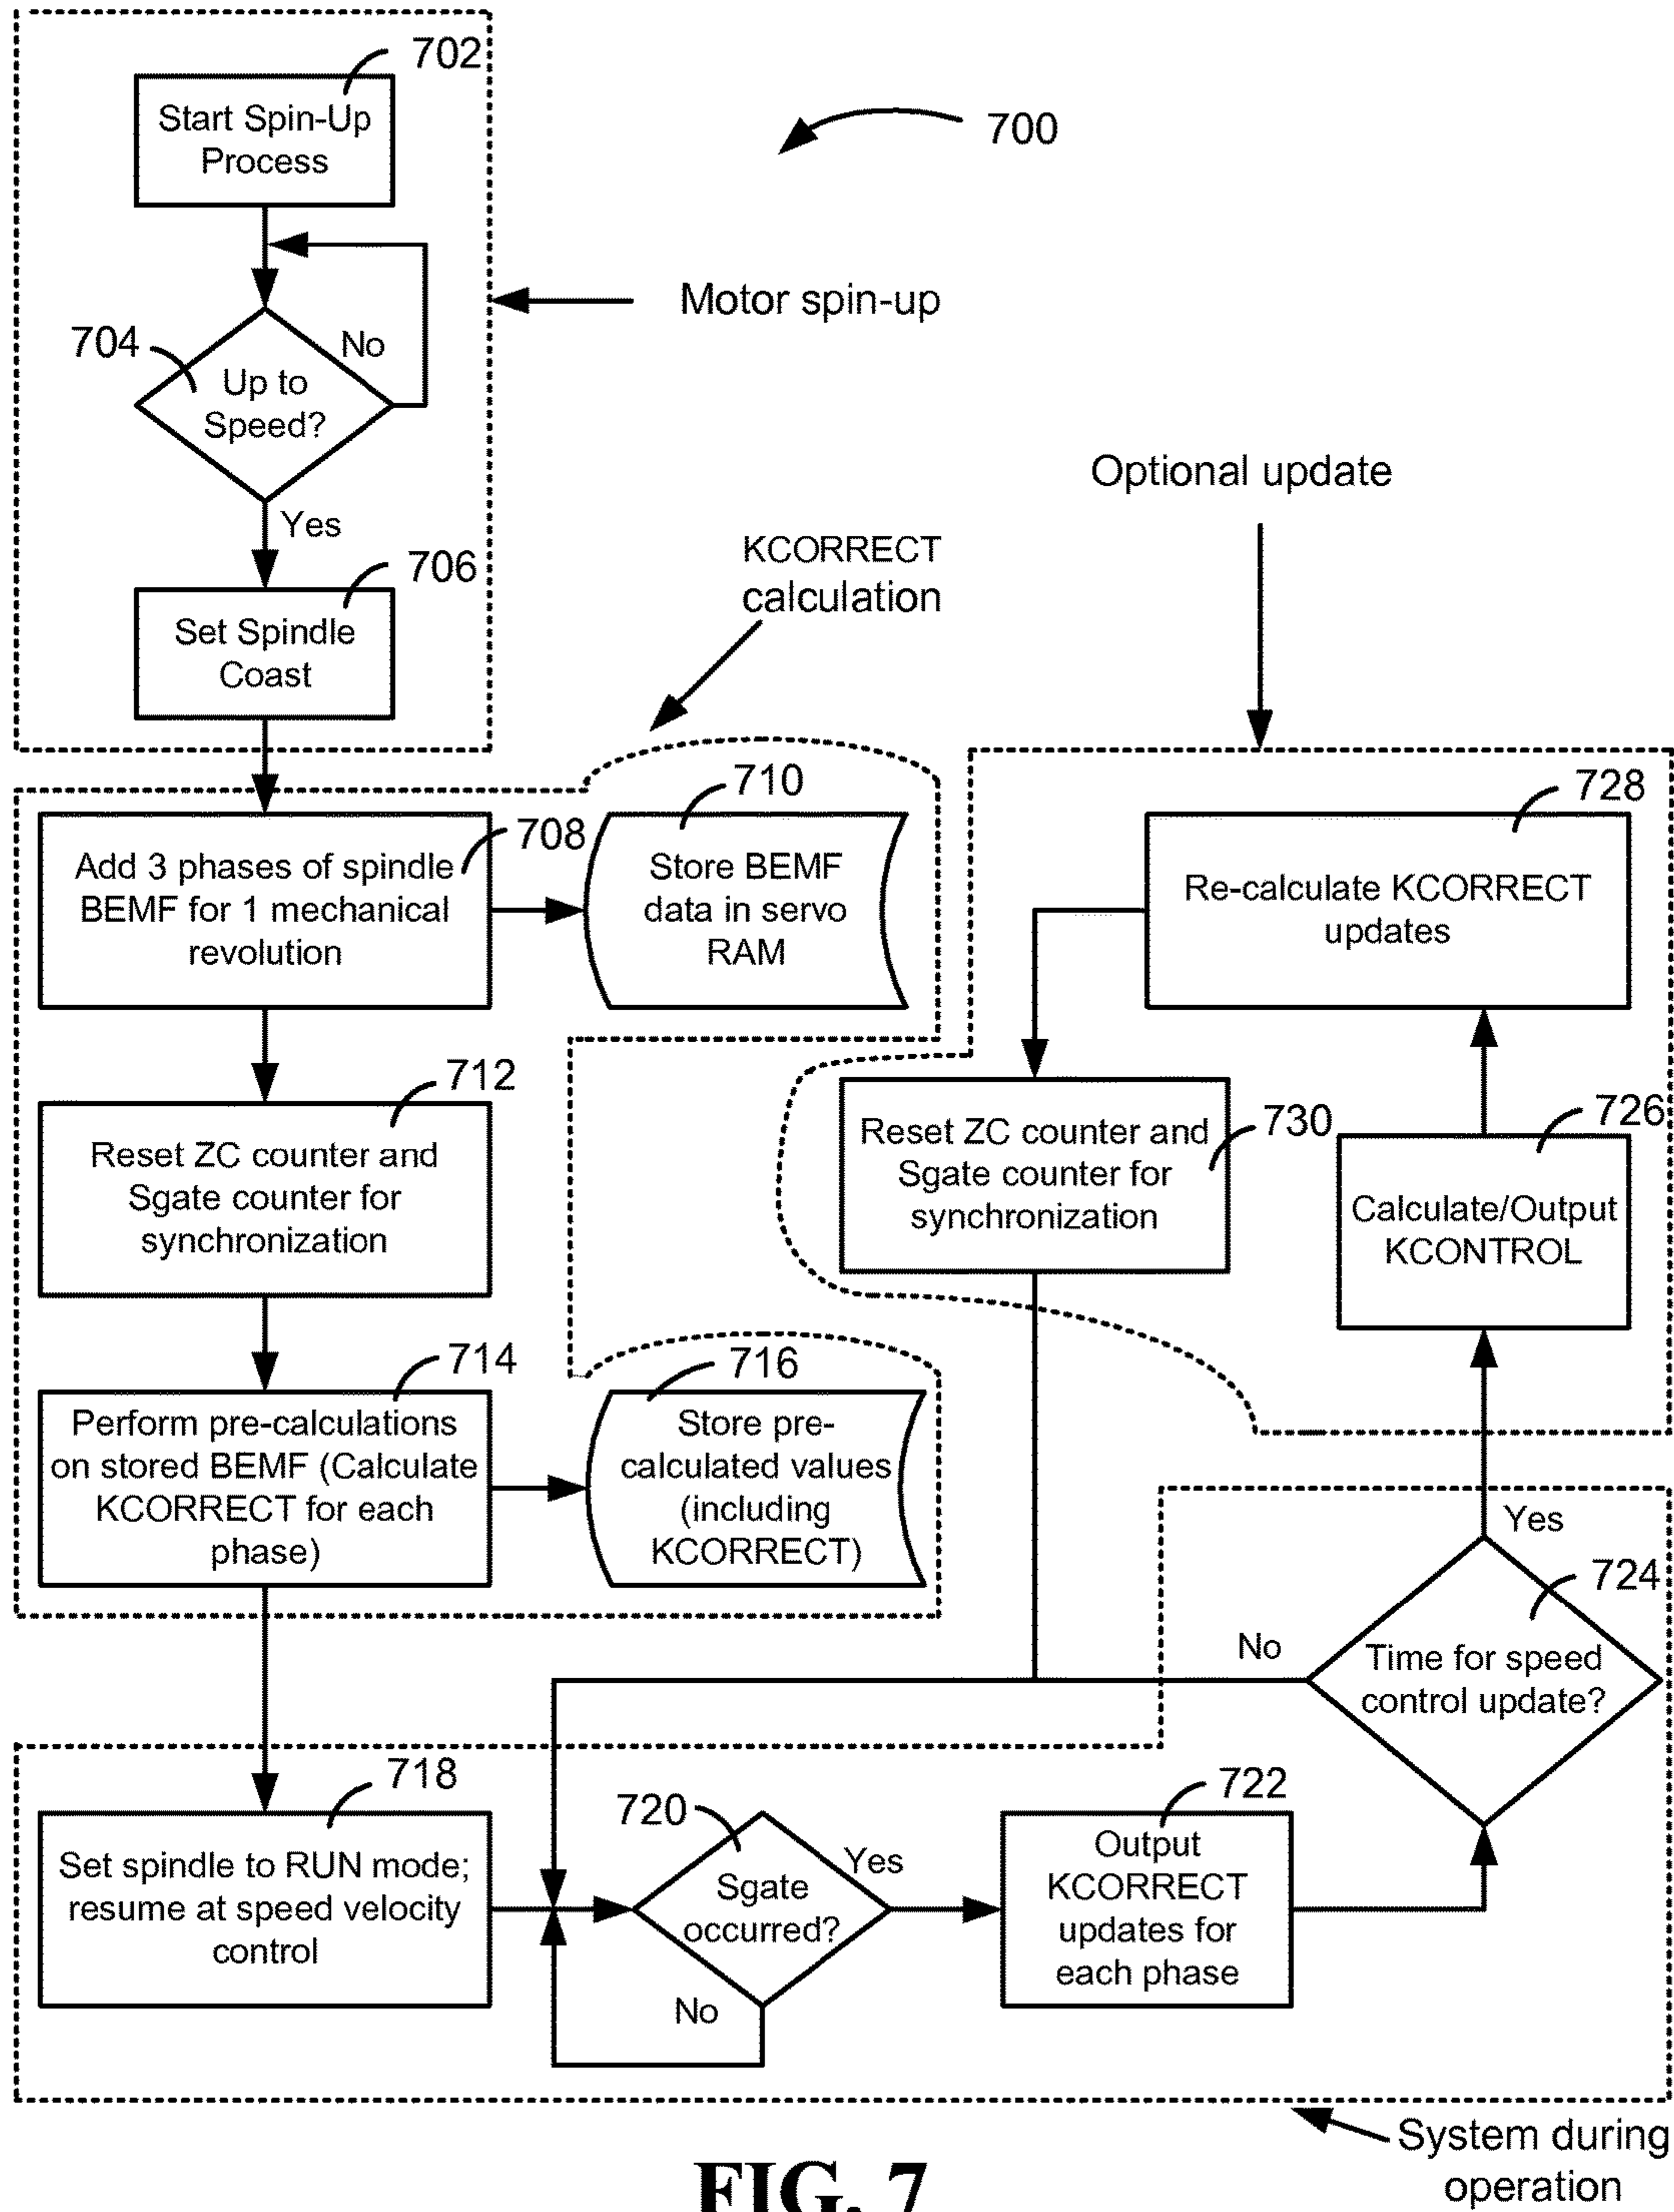 702
Start Spin-Up
Process
700
Motor spin-up
704
No
Up to
Speed?
Yes
706
Set Spindle
Coast
Optional update
KCORRECT
calculation
708
Add 3 phases of spindle
BEMF for 1 mechanical
revolution
710
Store BEMF
data in servo
RAM
728
Re-calculate KCORRECT
updates
712
Reset ZC counter and
Sgate counter for
synchronization
730
Reset ZC counter and
Sgate counter for
synchronization
726
Calculate/Output
KCONTROL
714
Perform pre-calculations
on stored BEMF (Calculate
KCORRECT for each
phase)
716
Store pre-
calculated values
(including
KCORRECT)
Yes
724
No
Time for speed
control update?
718
Set spindle to RUN mode;
resume at speed velocity
control
720
Yes
Sgate
occurred?
No
722
Output
KCORRECT
updates for
each phase
System during
operation
FIG. 7